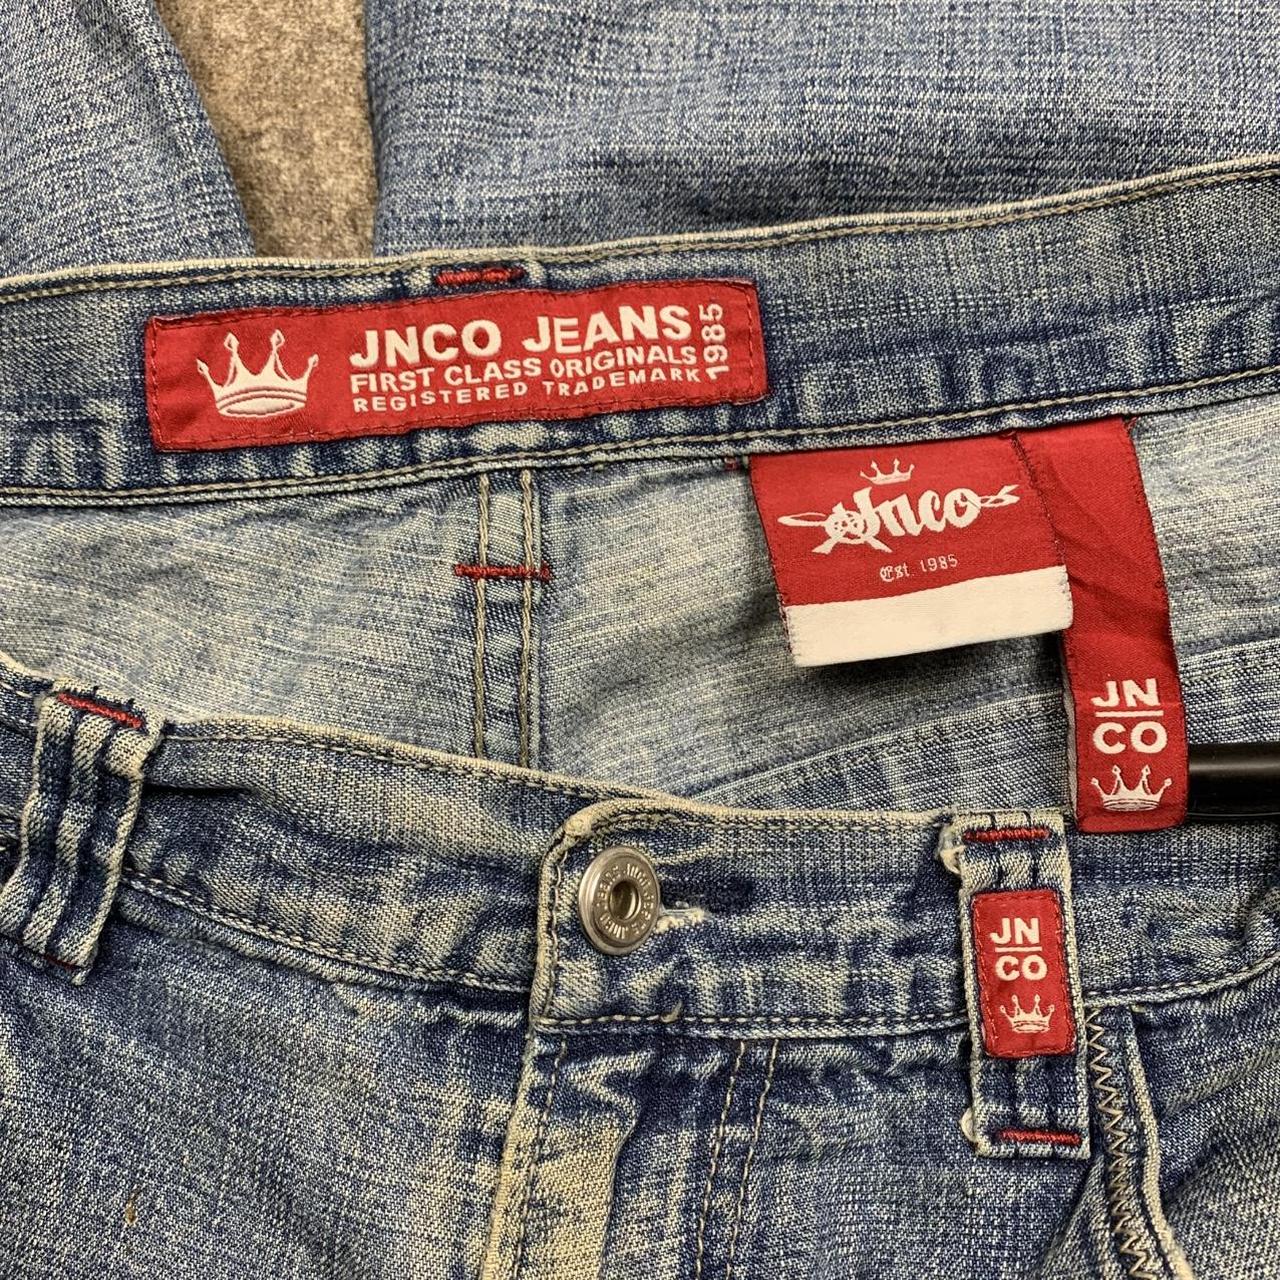 JNCO JEANS
FIRST CLASS ORIGINALS
REGISTERED TRADEMARK
1985
Jnco
Est. 1985
JN
CO
JN
CO